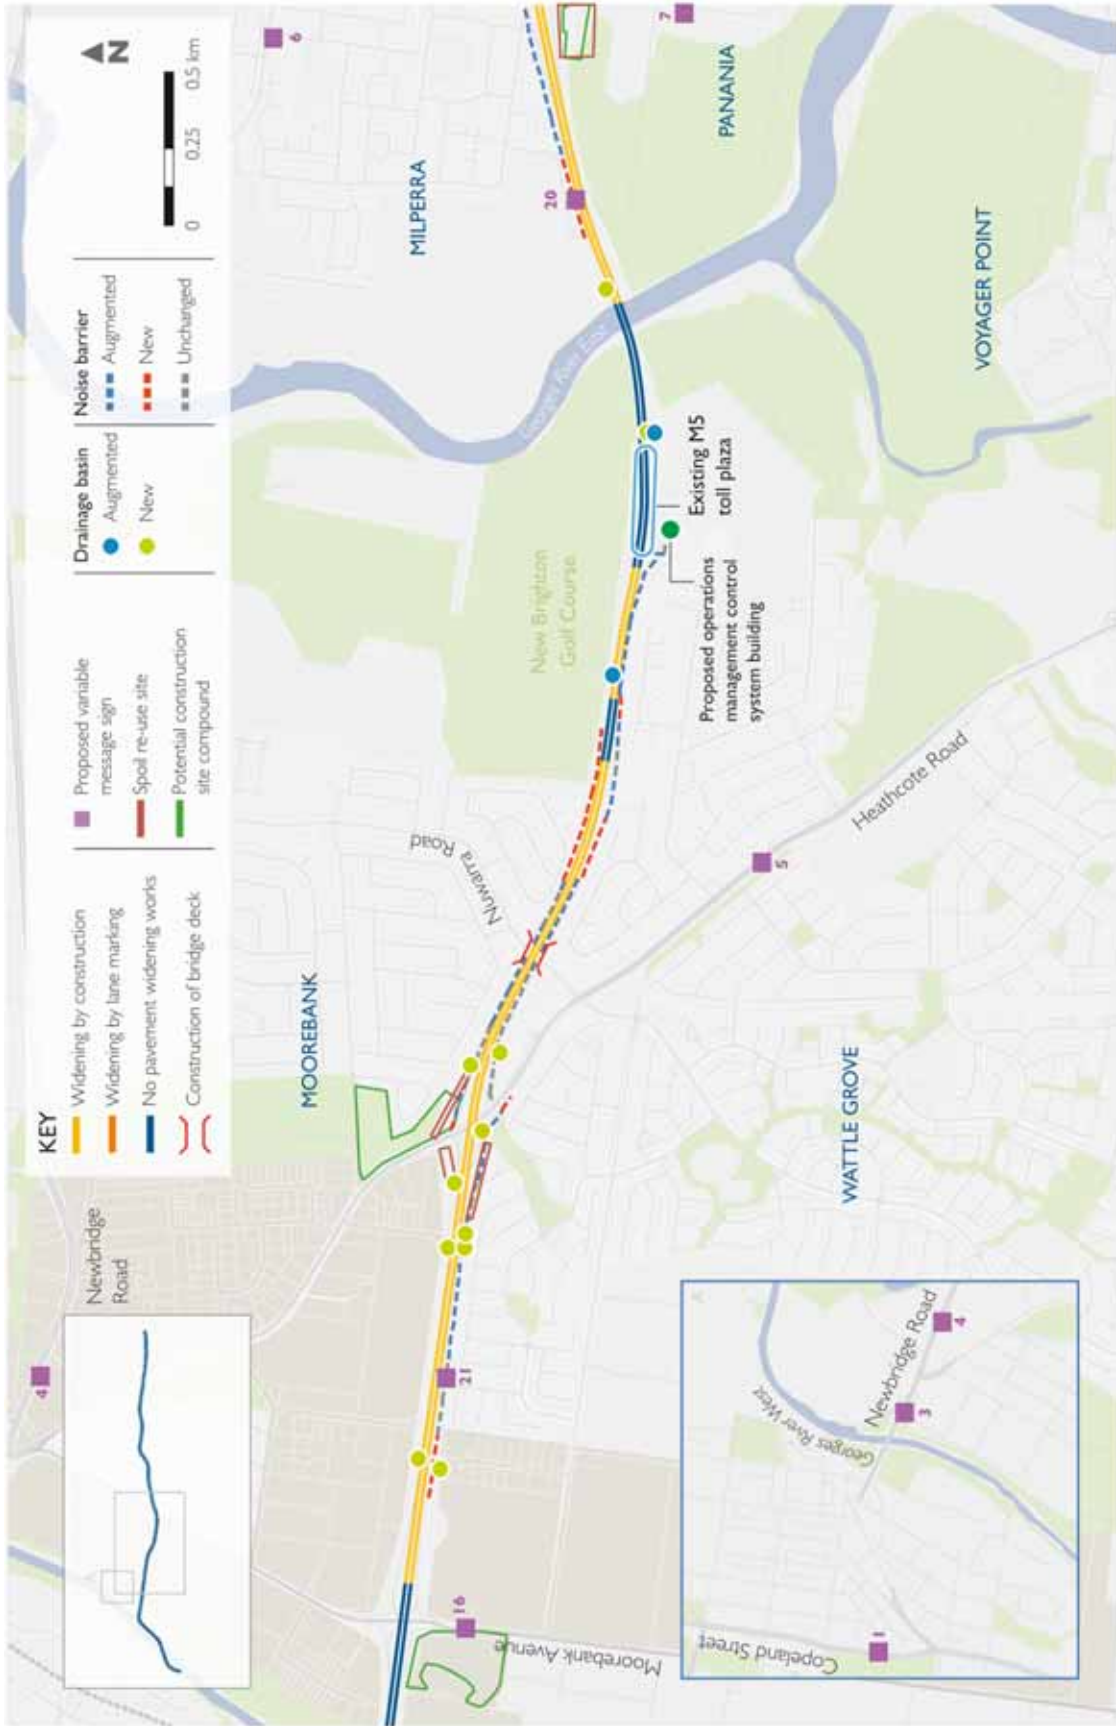 KEY
Widening by construction
Widening by lane marking
No pavement widening works
Construction of bridge deck
Proposed variable
message sign
Spoil re-use site
Potential construction
site compound
Drainage basin
Augmented
New
Noise barrier
Augmented
New
Unchanged
N
0
0.25
0.5 km
Newbridge
Road
4
6
7
MOOREBANK
MILPERRA
PANANIA
Nuwarra Road
New Brighton
Golf Course
Georges River East
20
21
16
Moorebank Avenue
Existing M5
toll plaza
Proposed operations
management control
system building
Heathcote Road
5
WATTLE GROVE
VOYAGER POINT
Copeland Street
1
Georges River West
Newbridge Road
3
4